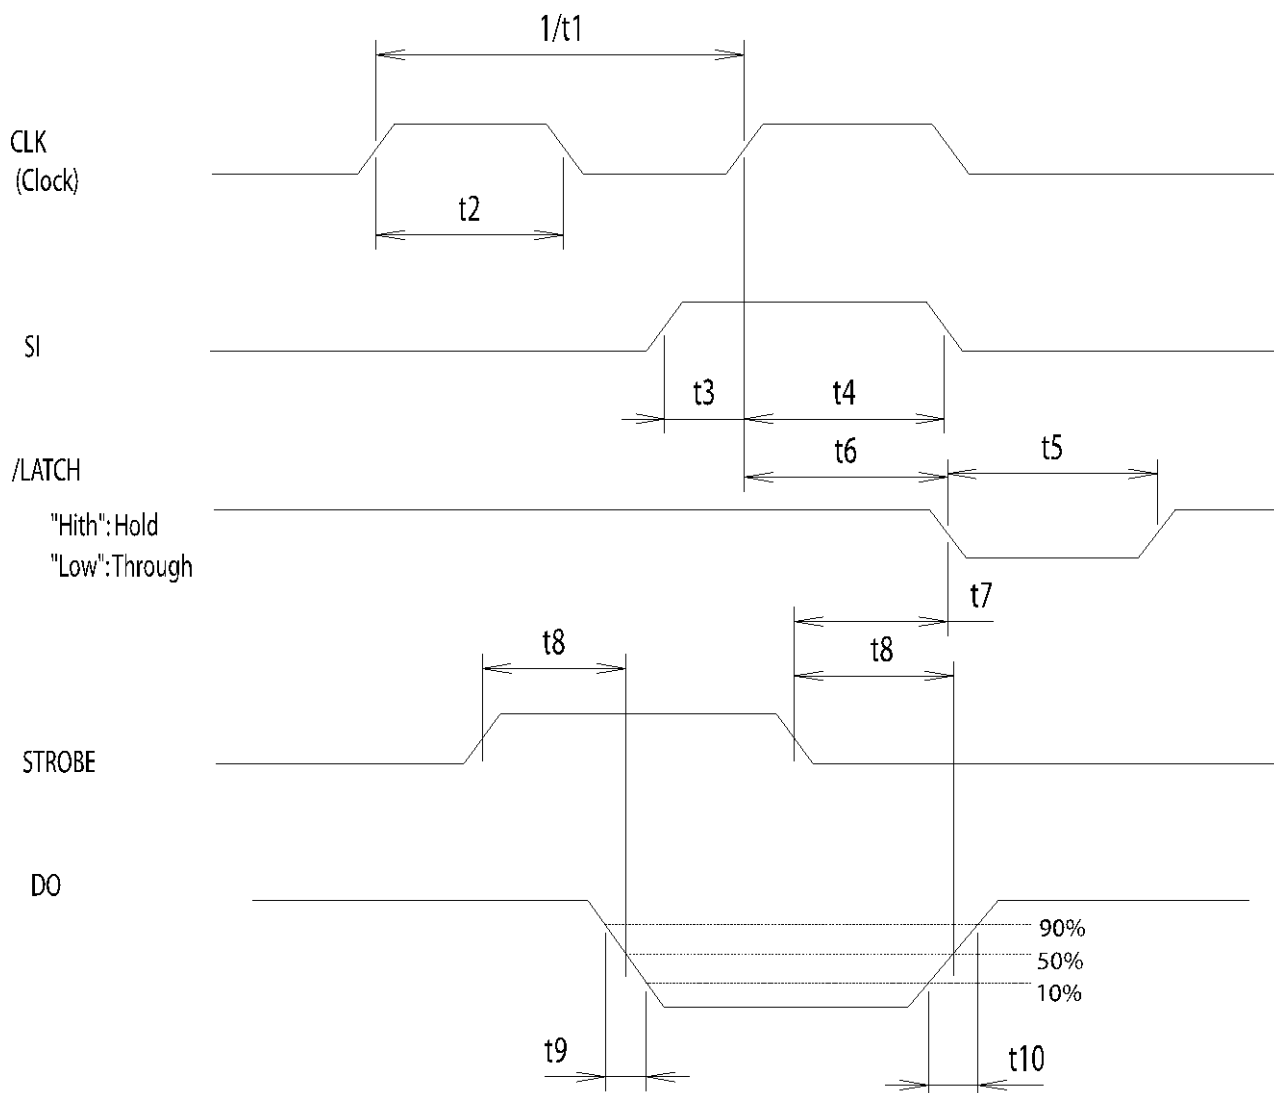 1/t1
CLK
(Clock)
t2
SI
t3
t4
t6
t5
/LATCH
"Hith":Hold
"Low":Through
t7
t8
t8
STROBE
DO
90%
50%
10%
t9
t10